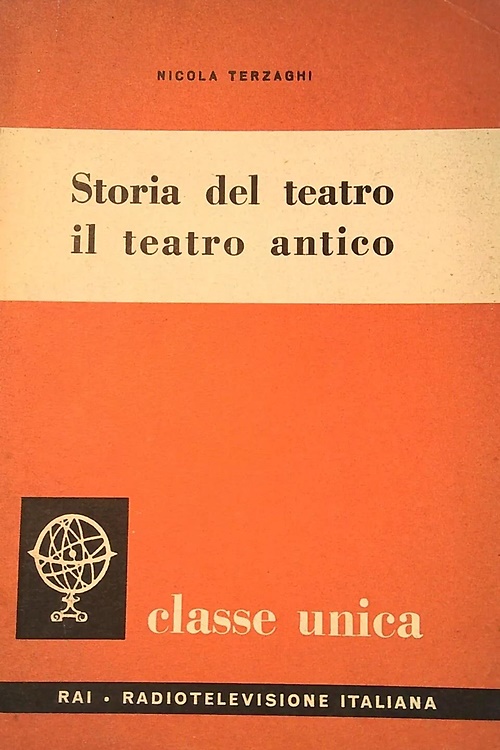 NICOLA TERZAGHI
Storia del teatro
il teatro antico
classe unica
RAI • RADIOTELEVISIONE ITALIANA